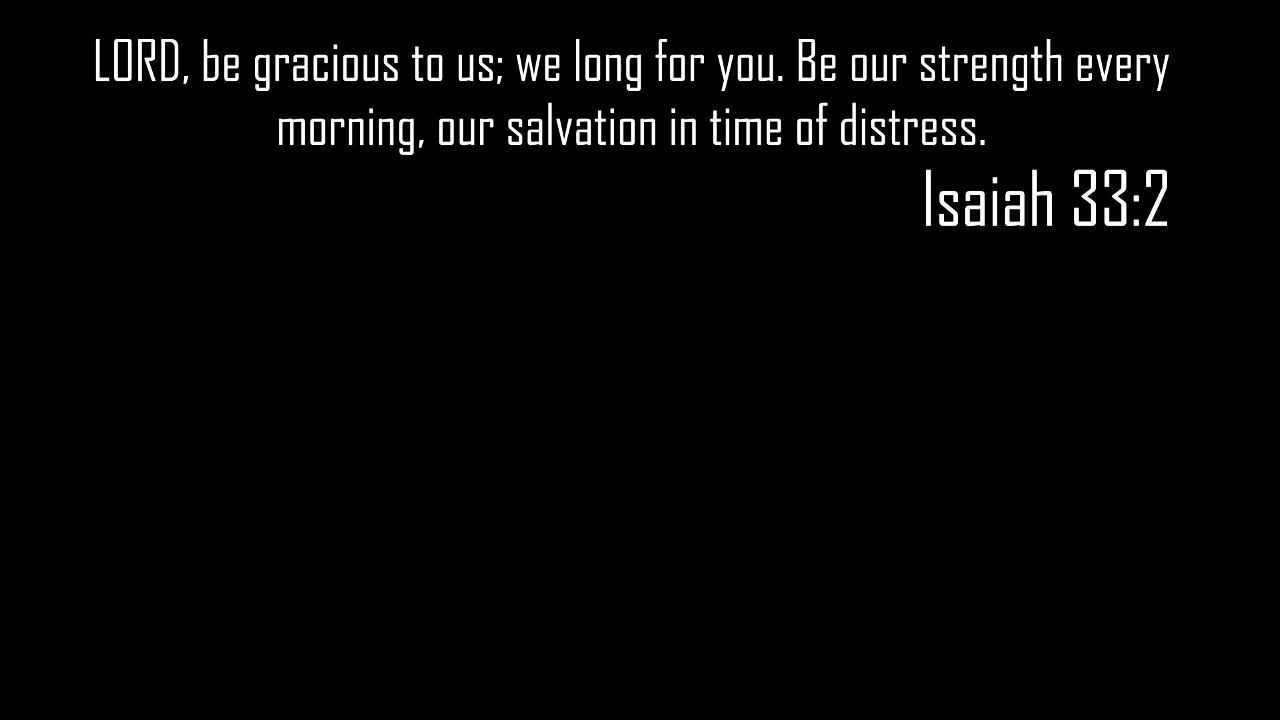 LORD, be gracious to us; we long for you. Be our strength every
morning, our salvation in time of distress.
Isaiah 33:2